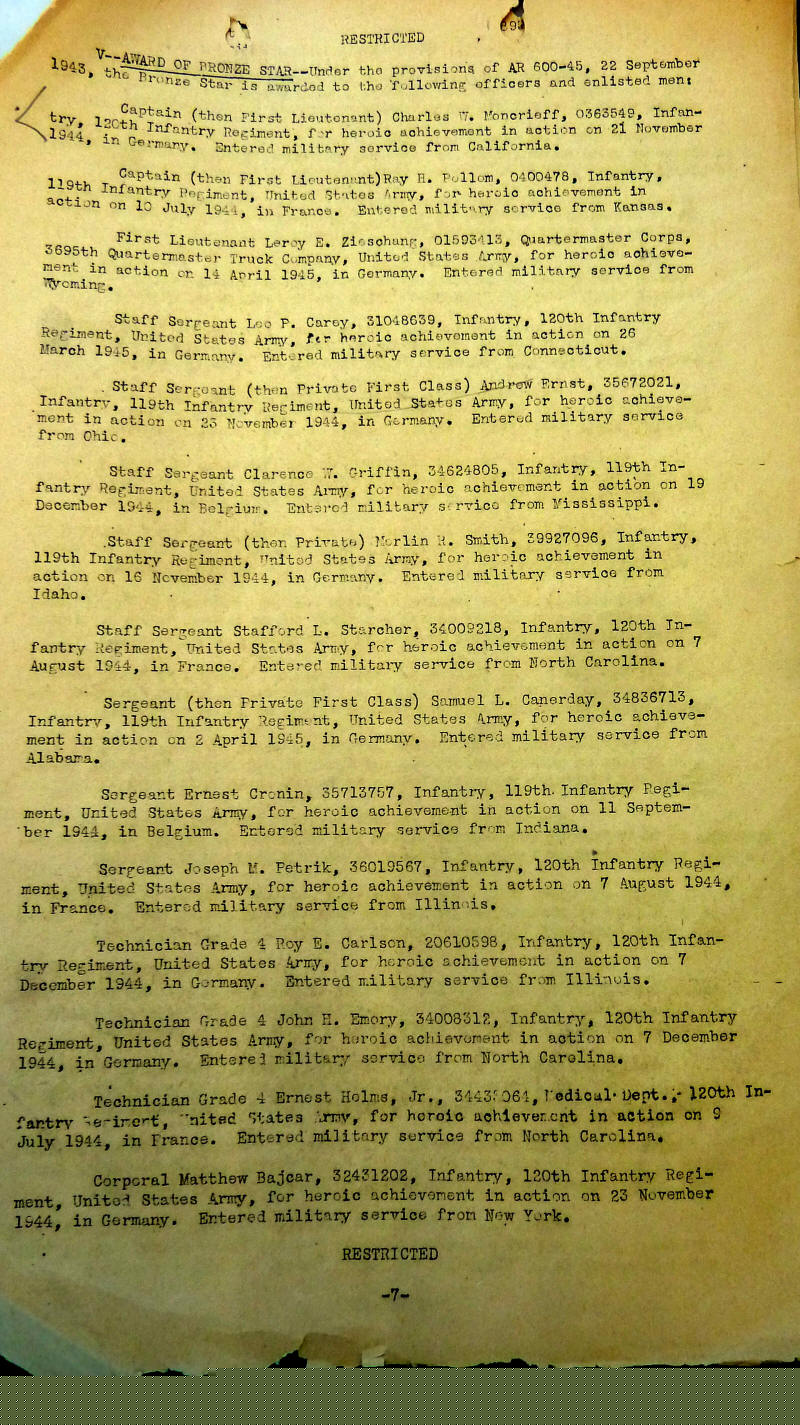 RESTRICTED
V--AWARD OF BRONZE STAR--Under the provisions of AR 600-45, 22 September
1943, the Bronze Star is awarded to the following officers and enlisted men:
Captain (then First Lieutenant) Charles W. Moncrieff, 0363549, Infan-
try, 120th Infantry Regiment, for heroic achievement in action on 21 November
1944, in Germany. Entered military service from California.
Captain (then First Lieutenant) Ray H. Pollom, 0400478, Infantry,
119th Infantry Regiment, United States Army, for heroic achievement in
action on 10 July 1944, in France. Entered military service from Kansas.
First Lieutenant Leroy E. Zieschang, 01593413, Quartermaster Corps,
3695th Quartermaster Truck Company, United States Army, for heroic achieve-
ment in action on 14 April 1945, in Germany. Entered military service from
Wyoming.
Staff Sergeant Leo P. Carey, 31048639, Infantry, 120th Infantry
Regiment, United States Army, for heroic achievement in action on 26
March 1945, in Germany. Entered military service from Connecticut.
Staff Sergeant (then Private First Class) Andrew Ernst, 35672021,
Infantry, 119th Infantry Regiment, United States Army, for heroic achieve-
ment in action on 23 November 1944, in Germany. Entered military service
from Ohio.
Staff Sergeant Clarence W. Griffin, 34624805, Infantry, 119th In-
fantry Regiment, United States Army, for heroic achievement in action on 19
December 1944, in Belgium. Entered military service from Mississippi.
Staff Sergeant (then Private) Merlin R. Smith, 39927096, Infantry,
119th Infantry Regiment, United States Army, for heroic achievement in
action on 16 November 1944, in Germany. Entered military service from
Idaho.
Staff Sergeant Stafford L. Starcher, 34009218, Infantry, 120th In-
fantry Regiment, United States Army, for heroic achievement in action on 7
August 1944, in France. Entered military service from North Carolina.
Sergeant (then Private First Class) Samuel L. Canerday, 34836713,
Infantry, 119th Infantry Regiment, United States Army, for heroic achieve-
ment in action on 2 April 1945, in Germany. Entered military service from
Alabama.
Sergeant Ernest Cronin, 35713757, Infantry, 119th Infantry Regi-
ment, United States Army, for heroic achievement in action on 11 Septem-
ber 1944, in Belgium. Entered military service from Indiana.
Sergeant Joseph M. Petrik, 36019567, Infantry, 120th Infantry Regi-
ment, United States Army, for heroic achievement in action on 7 August 1944,
in France. Entered military service from Illinois.
Technician Grade 4 Roy E. Carlson, 20610598, Infantry, 120th Infan-
try Regiment, United States Army, for heroic achievement in action on 7
December 1944, in Germany. Entered military service from Illinois.
Technician Grade 4 John H. Emory, 34008312, Infantry, 120th Infantry
Regiment, United States Army, for heroic achievement in action on 7 December
1944, in Germany. Entered military service from North Carolina.
Technician Grade 4 Ernest Helms, Jr., Medical Dept., 120th In-
fantry Regiment, United States Army, for heroic achievement in action on 9
July 1944, in France. Entered military service from North Carolina.
Corporal Matthew Bajcar, 32431202, Infantry, 120th Infantry Regi-
ment, United States Army, for heroic achievement in action on 23 November
1944, in Germany. Entered military service from New York.
RESTRICTED
-7-